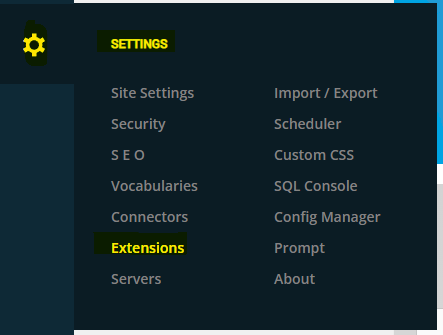 SETTINGS
Site Settings
Security
S E O
Vocabularies
Connectors
Extensions
Servers
Import / Export
Scheduler
Custom CSS
SQL Console
Config Manager
Prompt
About